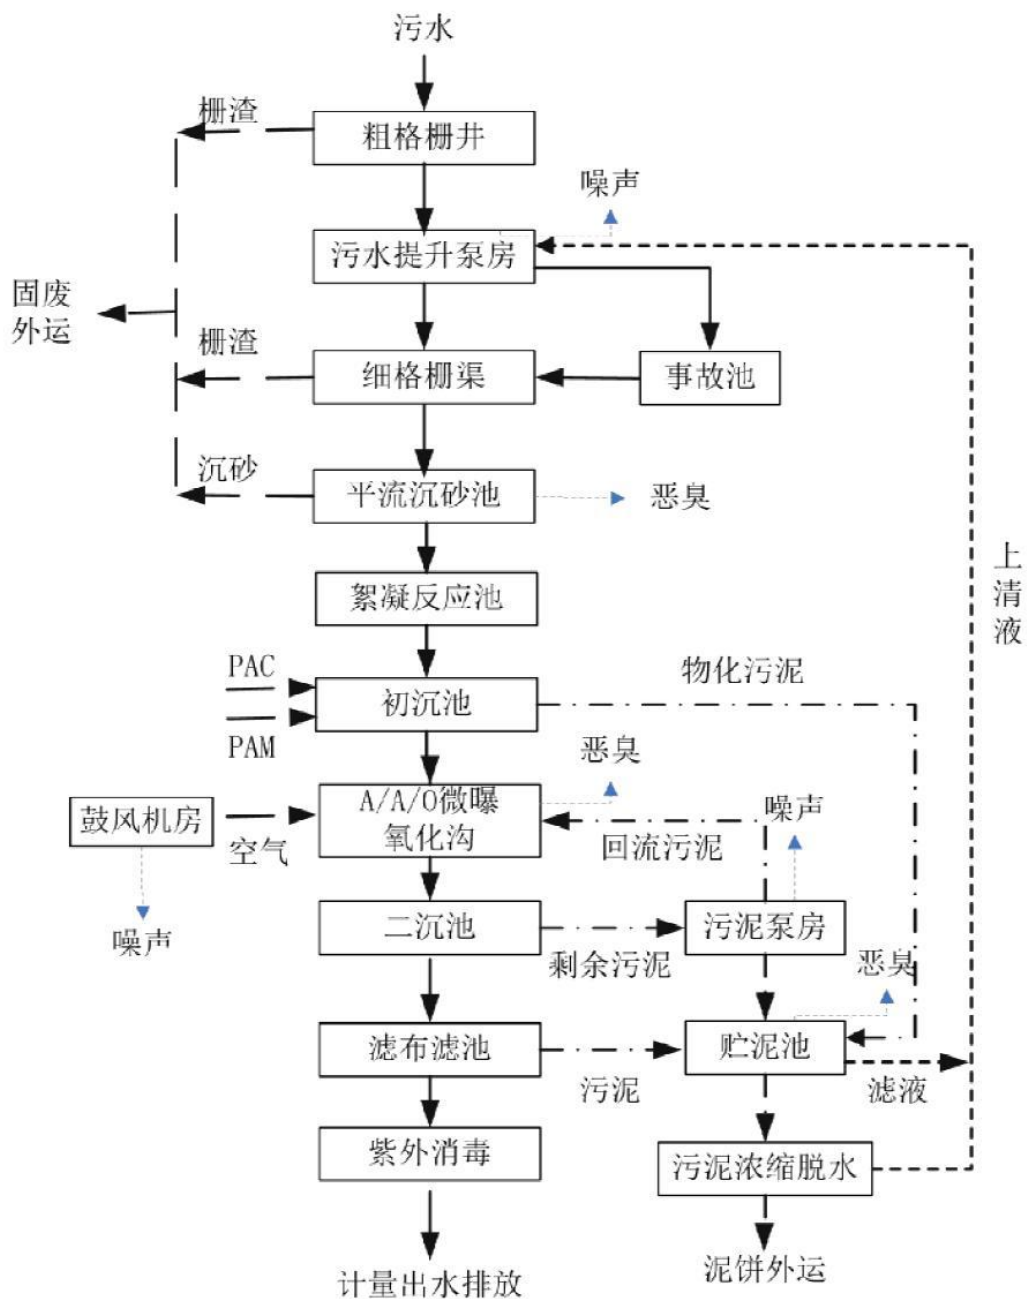 污水
栅渣
粗格栅井
噪声
污水提升泵房
固废
外运
栅渣
细格栅渠
事故池
沉砂
平流沉砂池
恶臭
上清液
絮凝反应池
PAC
物化污泥
初沉池
PAM
恶臭
A/A/O微曝
氧化沟
鼓风机房
空气
噪声
回流污泥
噪声
二沉池
污泥泵房
剩余污泥
恶臭
滤布滤池
贮泥池
污泥
滤液
紫外消毒
污泥浓缩脱水
计量出水排放
泥饼外运